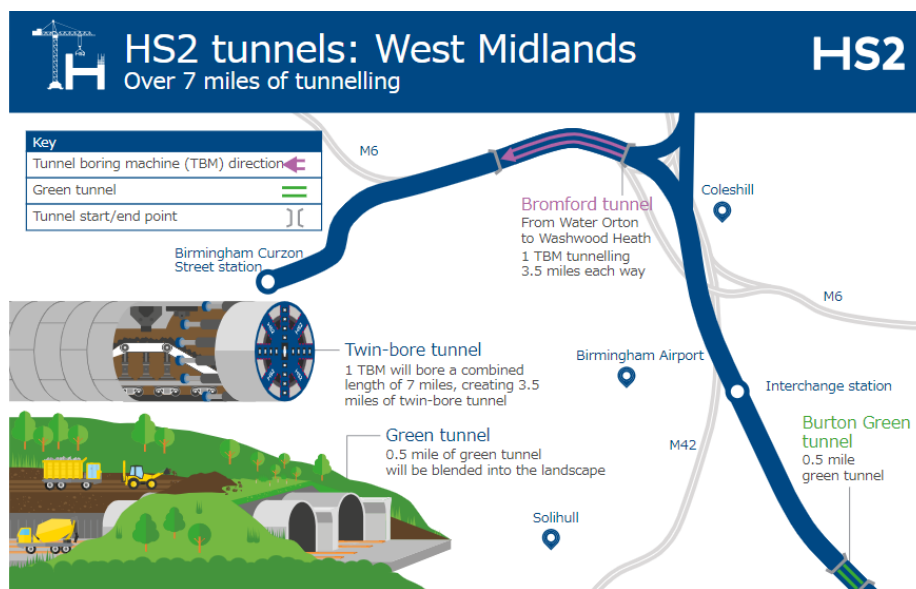 HS2 tunnels: West Midlands
Over 7 miles of tunnelling
HS2
Key
Tunnel boring machine (TBM) direction
Green tunnel
Tunnel start/end point
M6
Bromford tunnel
From Water Orton
to Washwood Heath
1 TBM tunnelling
3.5 miles each way
Coleshill
Birmingham Curzon
Street station
M6
Twin-bore tunnel
1 TBM will bore a combined
length of 7 miles, creating 3.5
miles of twin-bore tunnel
Birmingham Airport
Interchange station
Green tunnel
0.5 mile of green tunnel
will be blended into the landscape
M42
Burton Green
tunnel
0.5 mile
green tunnel
Solihull